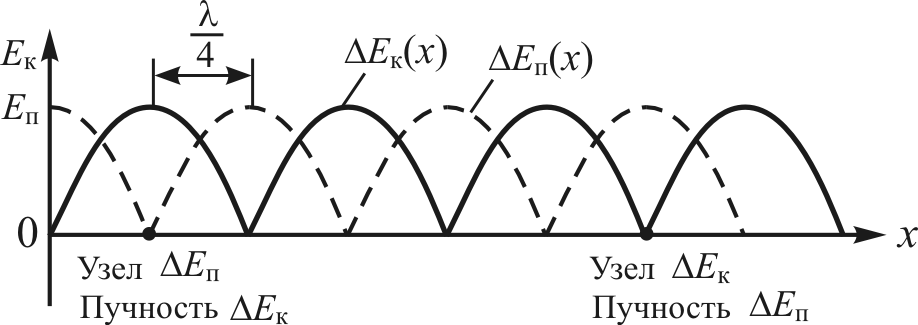 λ/4
Eк
Eп
ΔEк(x)
ΔEп(x)
0
x
Узел ΔEп
Пучность ΔEк
Узел ΔEк
Пучность ΔEп